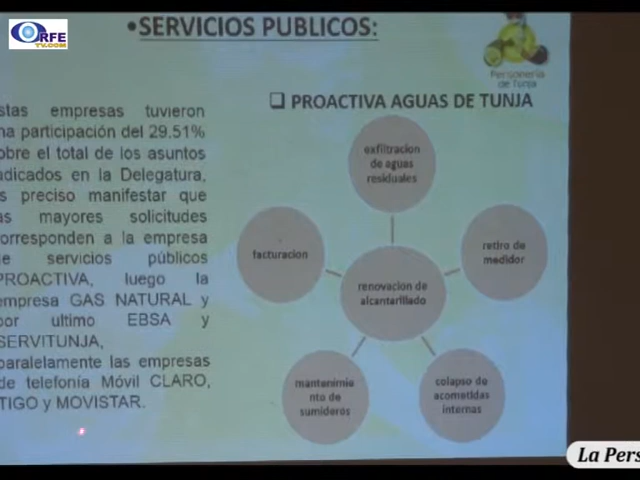 ORFE
TV.COM
•SERVICIOS PUBLICOS:
Personería
de Tunja
❑ PROACTIVA AGUAS DE TUNJA
stas empresas tuvieron
na participación del 29.51%
obre el total de los asuntos
udicados en la Delegatura,
s preciso manifestar que
as mayores solicitudes
orresponden a la empresa
e servicios públicos
PROACTIVA, luego la
empresa GAS NATURAL y
por ultimo EBSA y
SERVITUNJA,
paralelamente las empresas
de telefonía Móvil CLARO,
TIGO y MOVISTAR.
exfiltracion
de aguas
residuales
facturacion
retiro de
medidor
renovacion de
alcantarillado
mantenimie
nto de
sumideros
colapso de
acometidas
internas
La Pers